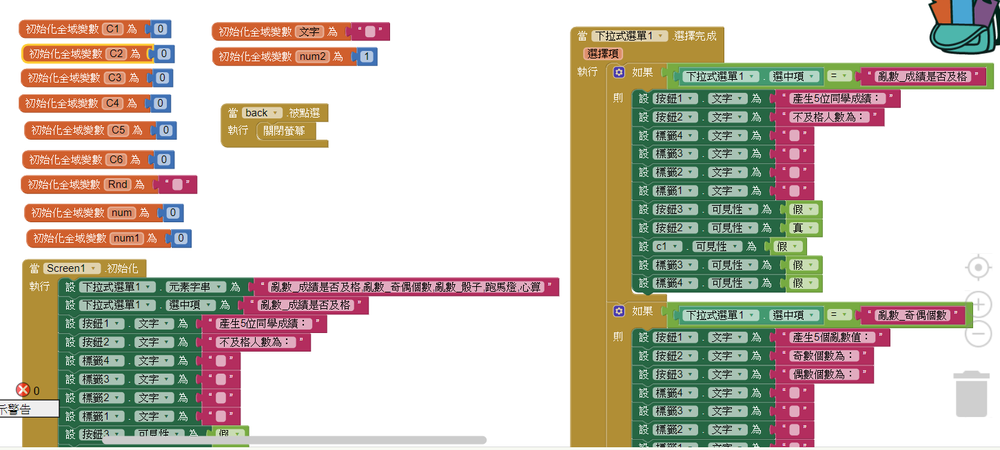 初始化全域變數 C1 為 0
初始化全域變數 C2 為 0
初始化全域變數 C3 為 0
初始化全域變數 C4 為 0
初始化全域變數 C5 為 0
初始化全域變數 C6 為 0
初始化全域變數 Rnd 為 “ ”
初始化全域變數 num 為 0
初始化全域變數 num1 為 0
初始化全域變數 文字 為 “ ”
初始化全域變數 num2 為 1
當 back .被點選
執行 關閉螢幕
當 Screen1 .初始化
執行 設 下拉式選單1 . 元素字串 為 “ 亂數_成績是否及格,亂數_奇偶個數,亂數_骰子,跑馬燈,心算 ”
設 下拉式選單1 . 選中項 為 “ 亂數_成績是否及格 ”
設 按鈕1 . 文字 為 “ 產生5位同學成績： ”
設 按鈕2 . 文字 為 “ 不及格人數為： ”
設 標籤4 . 文字 為 “ ”
設 標籤3 . 文字 為 “ ”
設 標籤2 . 文字 為 “ ”
設 標籤1 . 文字 為 “ ”
設 按鈕3 . 可見性 為 假
0
示警告
當 下拉式選單1 .選擇完成
選擇項
執行 如果 下拉式選單1 . 選中項 = “ 亂數_成績是否及格 ”
則 設 按鈕1 . 文字 為 “ 產生5位同學成績： ”
設 按鈕2 . 文字 為 “ 不及格人數為： ”
設 標籤4 . 文字 為 “ ”
設 標籤3 . 文字 為 “ ”
設 標籤2 . 文字 為 “ ”
設 標籤1 . 文字 為 “ ”
設 按鈕3 . 可見性 為 假
設 按鈕2 . 可見性 為 真
設 c1 . 可見性 為 假
設 標籤3 . 可見性 為 假
設 標籤4 . 可見性 為 假
如果 下拉式選單1 . 選中項 = “ 亂數_奇偶個數 ”
則 設 按鈕1 . 文字 為 “ 產生5個亂數值： ”
設 按鈕2 . 文字 為 “ 奇數個數為： ”
設 按鈕3 . 文字 為 “ 偶數個數為： ”
設 標籤4 . 文字 為 “ ”
設 標籤3 . 文字 為 “ ”
設 標籤2 . 文字 為 “ ”